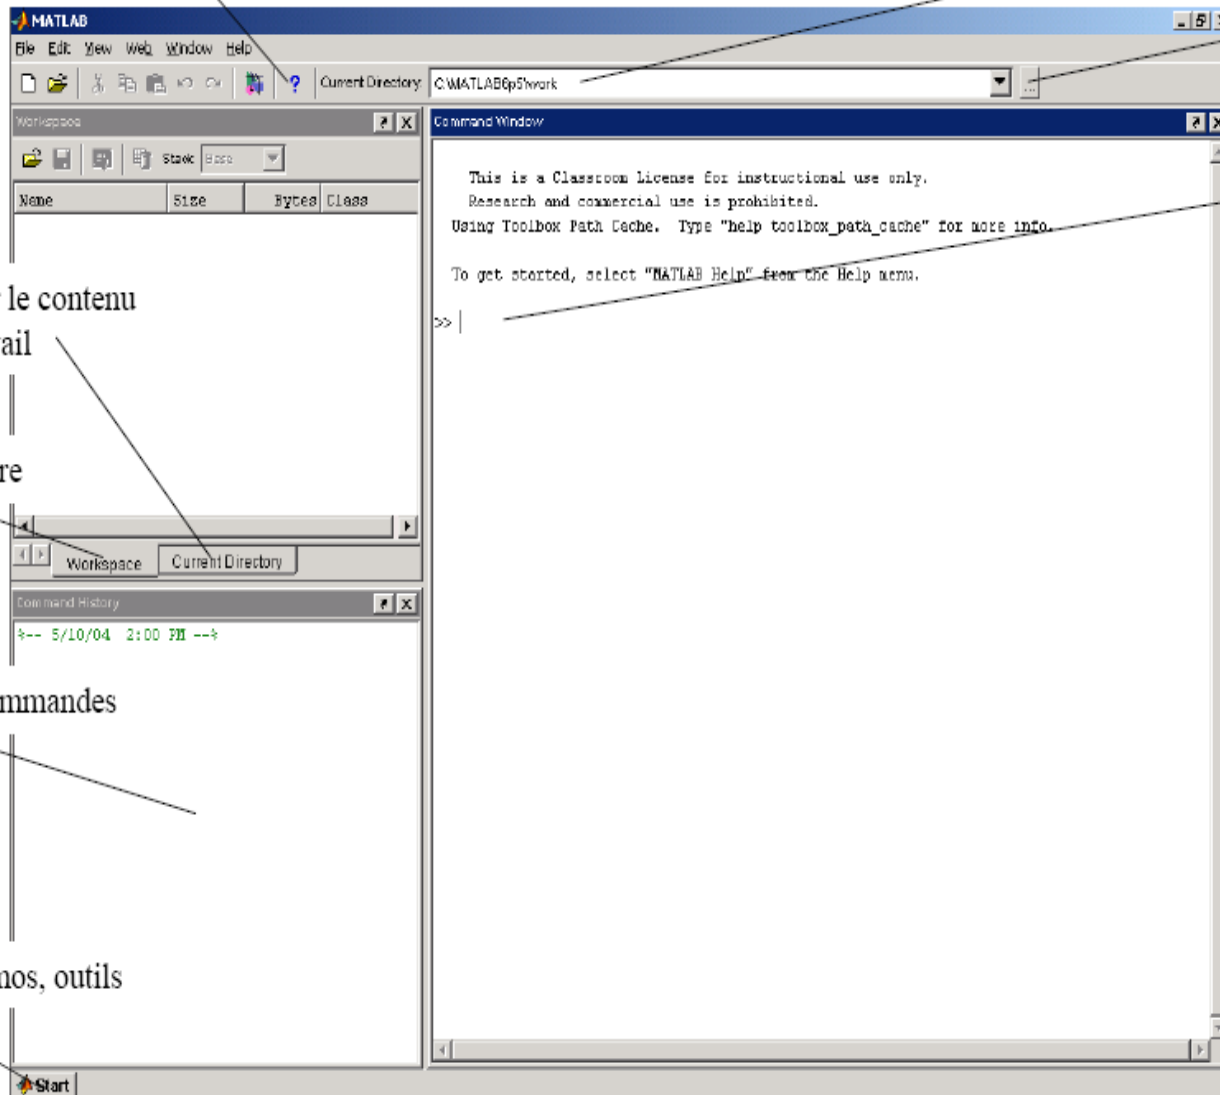 MATLAB
File Edit View Web Window Help
? Current Directory: C:\MATLAB6p5\work ...
Workspace
Stack: Base
Name Size Bytes Class
le contenu
ail
re
Workspace Current Directory
Command History
%-- 5/10/04 2:00 PM --%
mmandes
nos, outils
Start
Command Window
This is a Classroom License for instructional use only.
Research and commercial use is prohibited.
Using Toolbox Path Cache. Type "help toolbox_path_cache" for more info.
To get started, select "MATLAB Help" from the Help menu.
>>